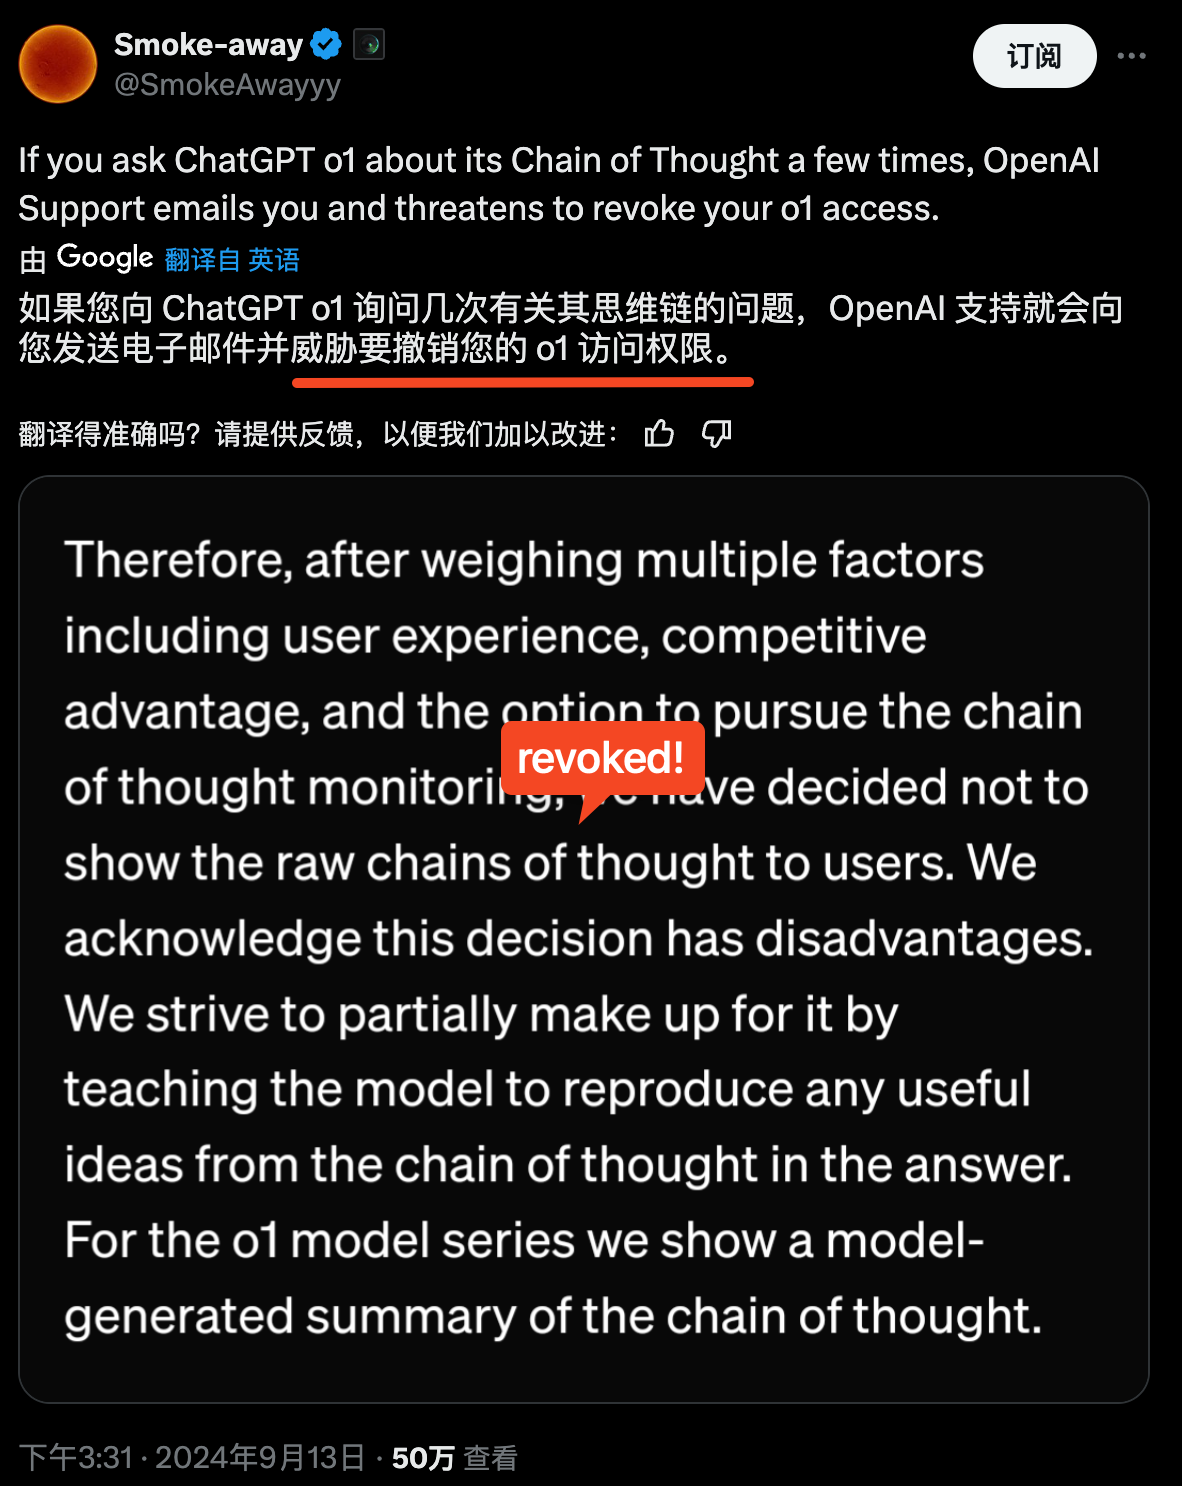 Smoke-away
@SmokeAwayyy
订阅
If you ask ChatGPT o1 about its Chain of Thought a few times, OpenAI
Support emails you and threatens to revoke your o1 access.
由 Google 翻译自 英语
如果您向 ChatGPT o1 询问几次有关其思维链的问题，OpenAI 支持就会向
您发送电子邮件并威胁要撤销您的 o1 访问权限。
翻译得准确吗？请提供反馈，以便我们加以改进：
Therefore, after weighing multiple factors
including user experience, competitive
advantage, and the option to pursue the chain
revoked!
of thought monitoring, we have decided not to
show the raw chains of thought to users. We
acknowledge this decision has disadvantages.
We strive to partially make up for it by
teaching the model to reproduce any useful
ideas from the chain of thought in the answer.
For the o1 model series we show a model-
generated summary of the chain of thought.
下午3:31 · 2024年9月13日 · 50万 查看